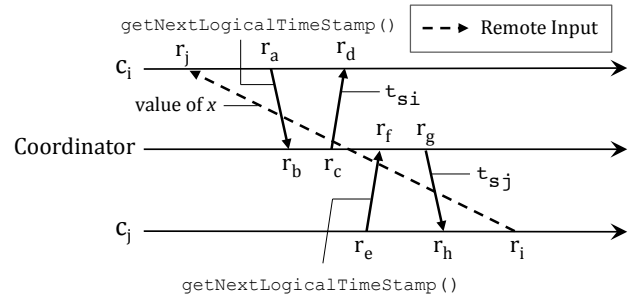 getNextLogicalTimeStamp()
Remote Input
r_j r_a r_d
c_i
value of x
t_si
r_f r_g
Coordinator
r_b r_c
t_sj
c_j
r_e r_h r_i
getNextLogicalTimeStamp()